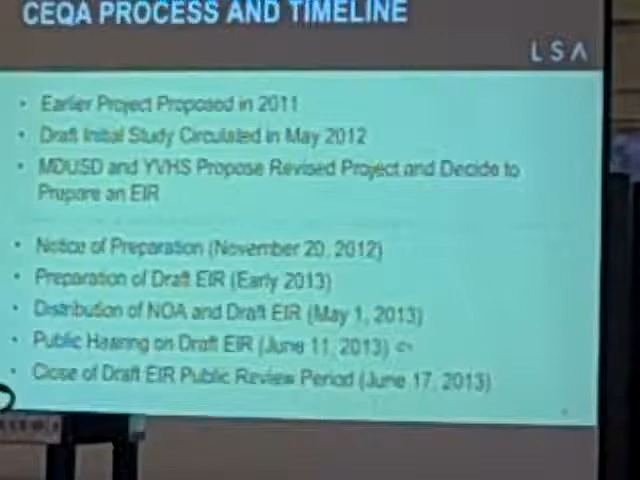 CEQA PROCESS AND TIMELINE
LSA
• Earlier Project Proposed in 2011
• Draft Initial Study Circulated in May 2012
• MDUSD and YVHS Propose Revised Project and Decide to
Prepare an EIR
• Notice of Preparation (November 20, 2012)
• Preparation of Draft EIR (Early 2013)
• Distribution of NOA and Draft EIR (May 1, 2013)
• Public Hearing on Draft EIR (June 11, 2013)
• Close of Draft EIR Public Review Period (June 17, 2013)